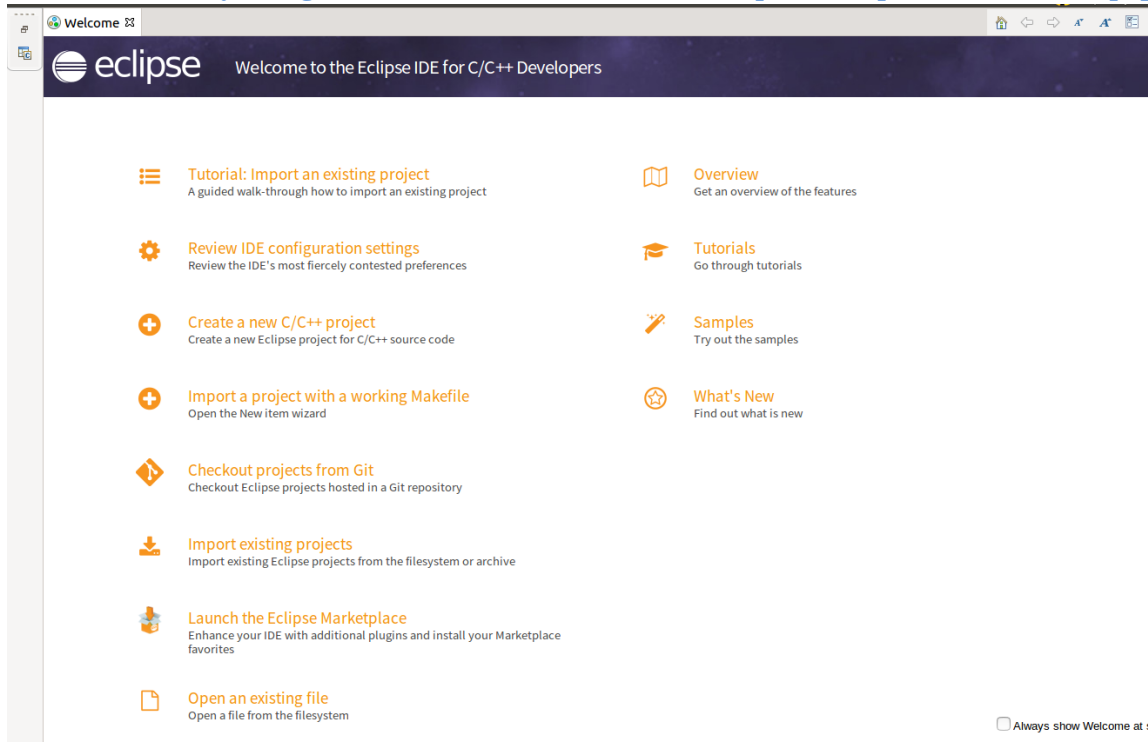 Welcome
eclipse
Welcome to the Eclipse IDE for C/C++ Developers
Tutorial: Import an existing project
A guided walk-through how to import an existing project
Review IDE configuration settings
Review the IDE's most fiercely contested preferences
Create a new C/C++ project
Create a new Eclipse project for C/C++ source code
Import a project with a working Makefile
Open the New item wizard
Checkout projects from Git
Checkout Eclipse projects hosted in a Git repository
Import existing projects
Import existing Eclipse projects from the filesystem or archive
Launch the Eclipse Marketplace
Enhance your IDE with additional plugins and install your Marketplace
favorites
Open an existing file
Open a file from the filesystem
Overview
Get an overview of the features
Tutorials
Go through tutorials
Samples
Try out the samples
What's New
Find out what is new
Always show Welcome at